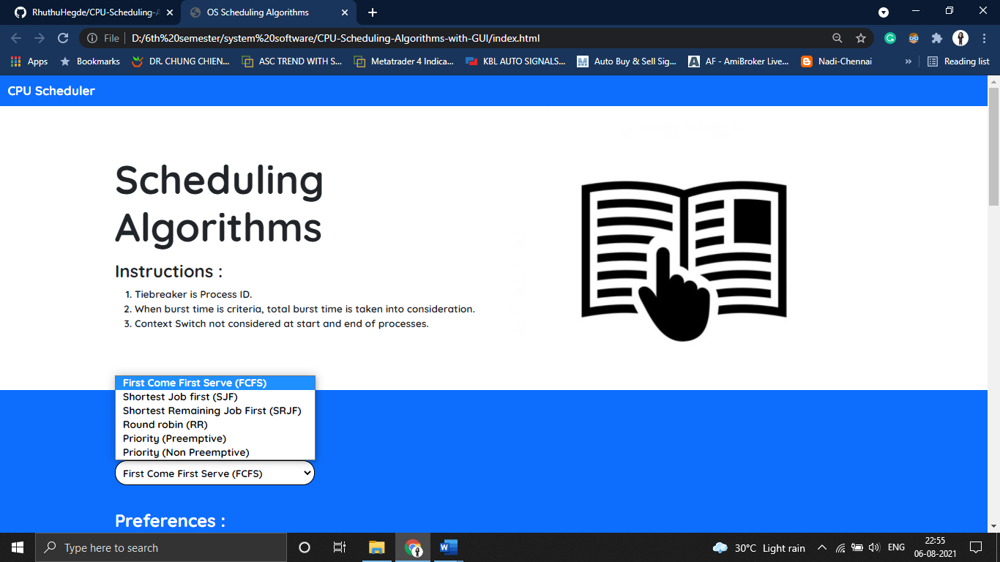 RhuthuHegde/CPU-Scheduling-A
OS Scheduling Algorithms
File
D:/6th%20semester/system%20software/CPU-Scheduling-Algorithms-with-GUI/index.html
Apps
Bookmarks
DR. CHUNG CHIEN...
ASC TREND WITH S...
Metatrader 4 Indica...
KBL AUTO SIGNALS...
Auto Buy & Sell Sig...
AF - AmiBroker Live...
Nadi-Chennai
»
Reading list
CPU Scheduler
Scheduling
Algorithms
Instructions :
1. Tiebreaker is Process ID.
2. When burst time is criteria, total burst time is taken into consideration.
3. Context Switch not considered at start and end of processes.
First Come First Serve (FCFS)
Shortest Job first (SJF)
Shortest Remaining Job First (SRJF)
Round robin (RR)
Priority (Preemptive)
Priority (Non Preemptive)
First Come First Serve (FCFS)
Preferences :
Type here to search
30°C Light rain
ENG
22:55
06-08-2021